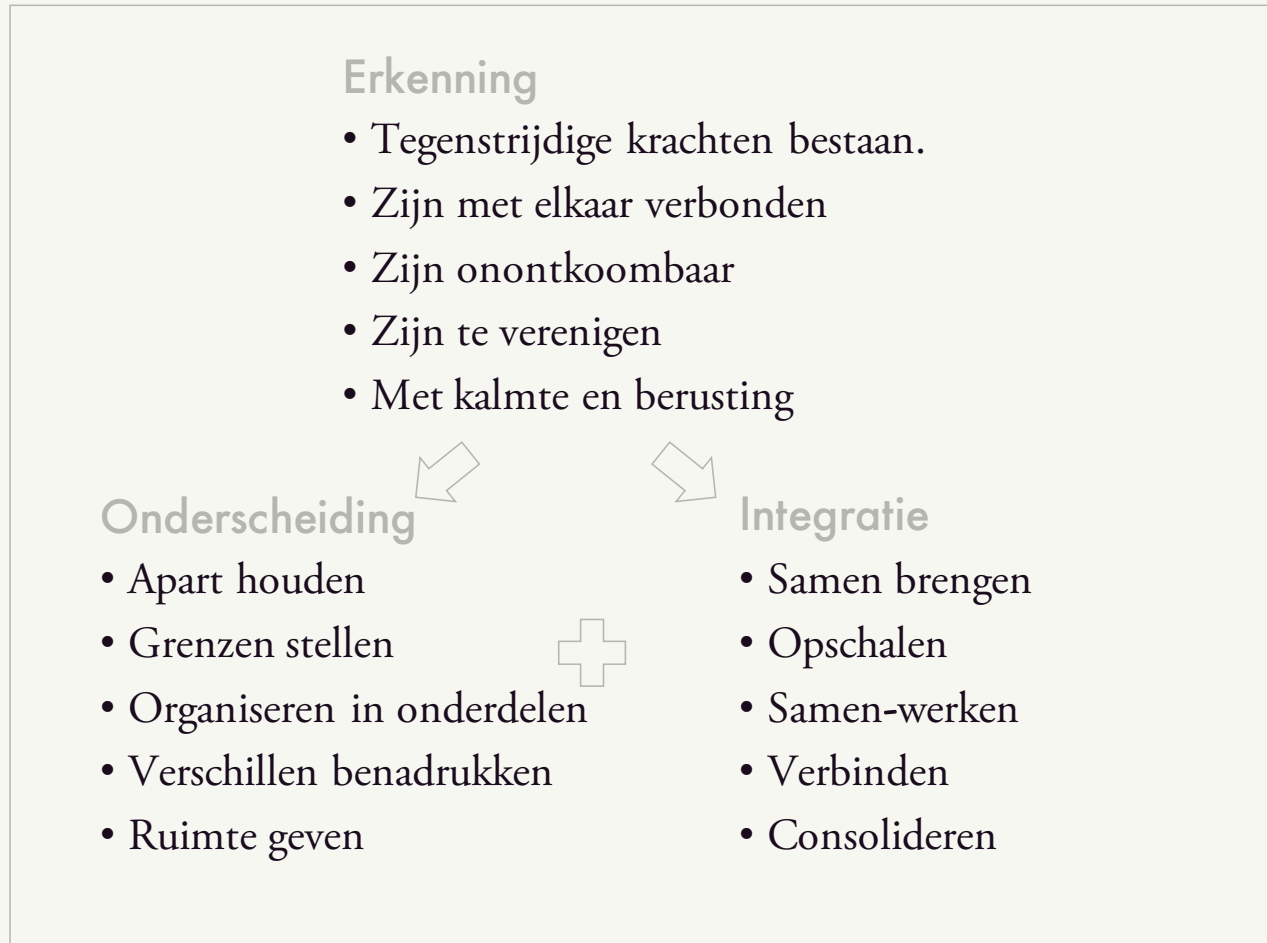 Erkenning
• Tegenstrijdige krachten bestaan.
• Zijn met elkaar verbonden
• Zijn onontkoombaar
• Zijn te verenigen
• Met kalmte en berusting
Onderscheiding
• Apart houden
• Grenzen stellen
• Organiseren in onderdelen
• Verschillen benadrukken
• Ruimte geven
Integratie
• Samen brengen
• Opschalen
• Samen-werken
• Verbinden
• Consolideren